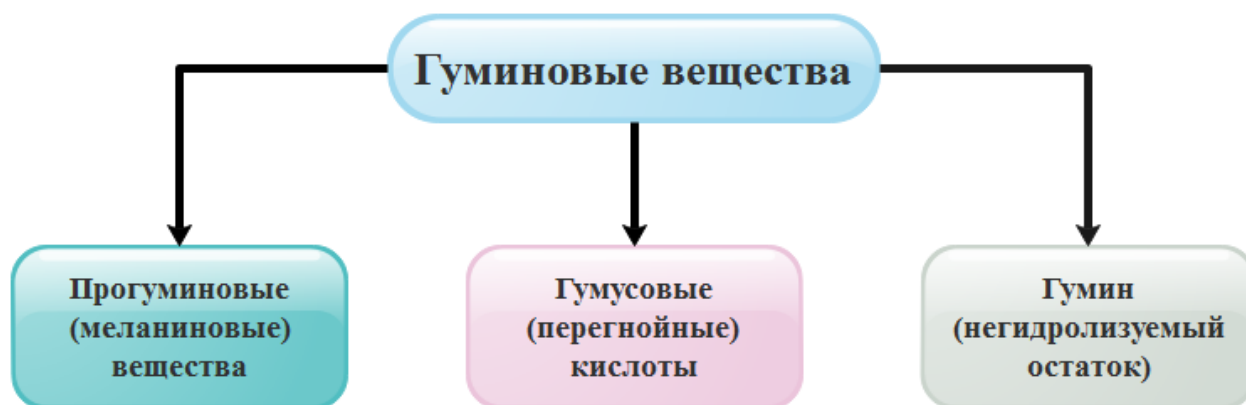 Гуминовые вещества
Прогуминовые
(меланиновые)
вещества
Гумусовые
(перегнойные)
кислоты
Гумин
(негидролизуемый
остаток)